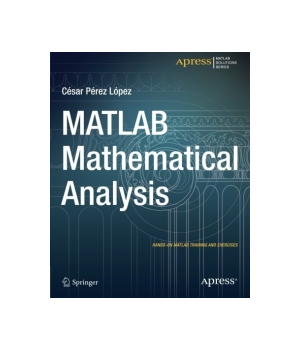 Apress®
MATLAB
SOLUTIONS
SERIES
César Pérez López
MATLAB
Mathematical
Analysis
HANDS-ON MATLAB TRAINING AND EXERCISES
Springer
Apress®